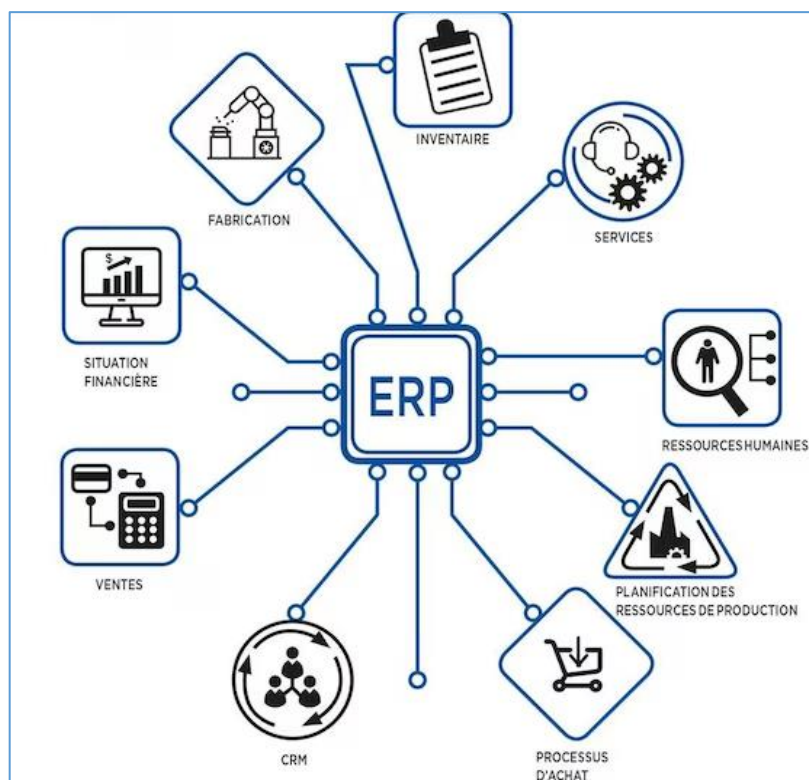 INVENTAIRE
FABRICATION
SERVICES
$
SITUATION
FINANCIÈRE
ERP
RESSOURCES HUMAINES
VENTES
PLANIFICATION DES
RESSOURCES DE PRODUCTION
CRM
PROCESSUS
D'ACHAT